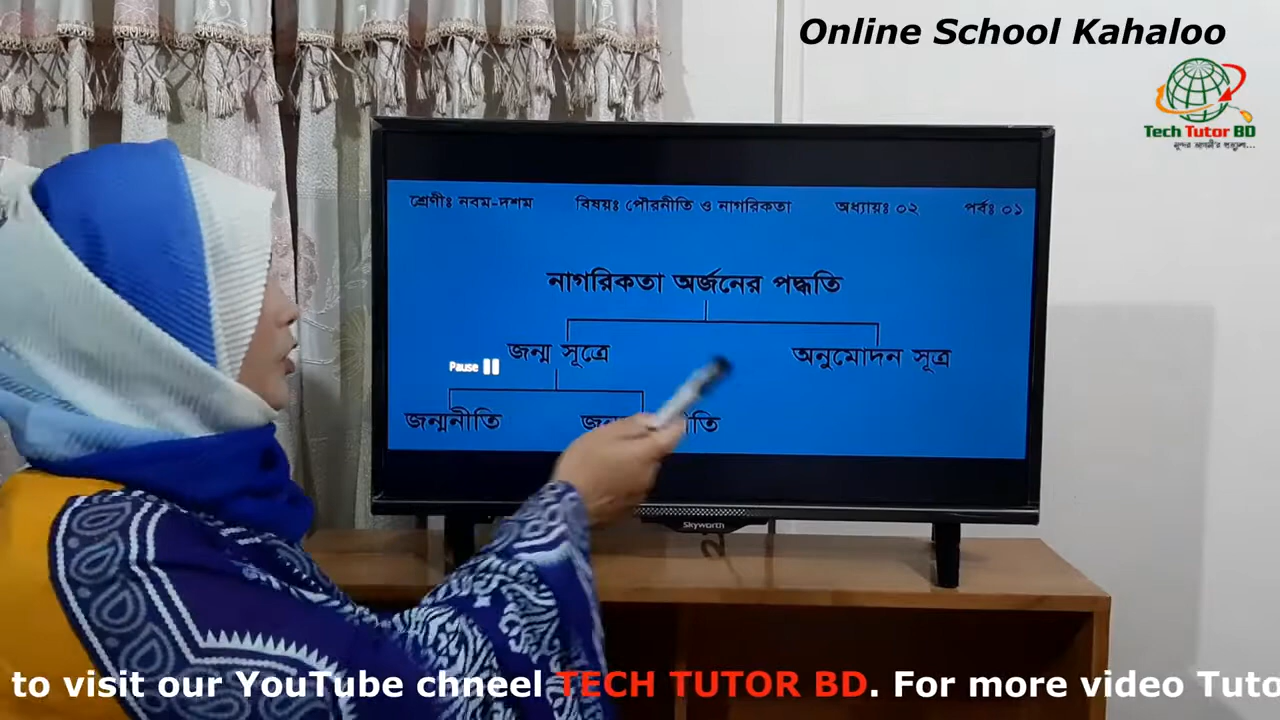 Online School Kahaloo
Tech Tutor BD
শ্রেণীঃ নবম-দশম বিষয়ঃ পৌরনীতি ও নাগরিকতা অধ্যায়ঃ ০২ পর্বঃ ০১
নাগরিকতা অর্জনের পদ্ধতি
জন্ম সূত্রে অনুমোদন সূত্র
Pause
জন্মনীতি
Skyworth
to visit our YouTube chneel TECH TUTOR BD. For more video Tuto